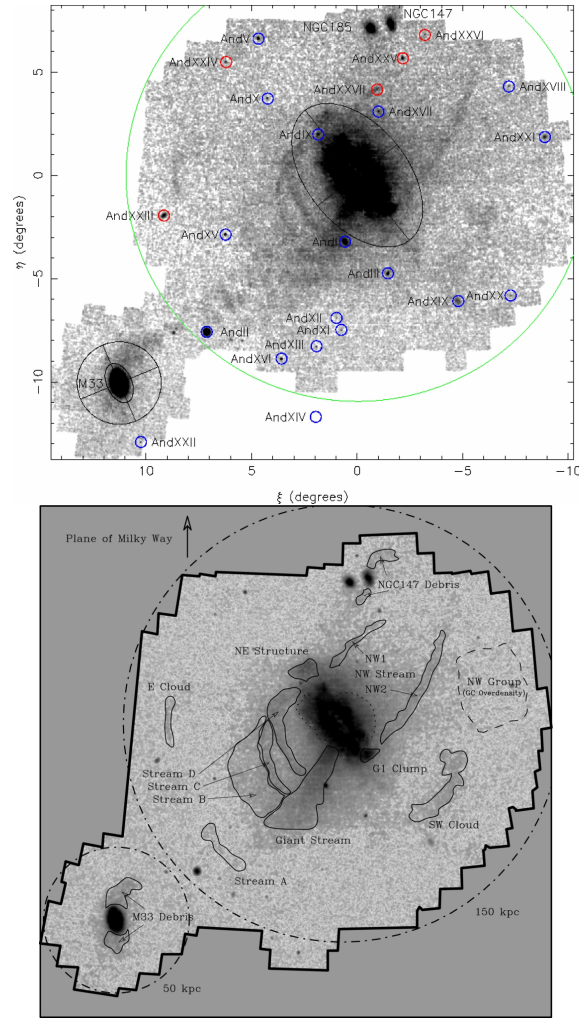 NGC147
NGC185
AndV
AndXXVI
AndXXIV
AndXXV
AndX
AndXXVII
AndXVIII
AndXVII
AndIX
AndXXI
AndXXIII
AndXV
AndI
AndIII
AndXIX
AndXX
AndXII
AndXI
AndII
AndXIII
AndXVI
M33
AndXIV
AndXXII
5
0
−5
−10
η (degrees)
10
5
0
−5
−10
ξ (degrees)
Plane of Milky Way
NGC147 Debris
NW1
NE Structure
NW Stream
NW2
NW Group
(GC Overdensity)
E Cloud
Stream D
Stream C
Stream B
G1 Clump
SW Cloud
Giant Stream
Stream A
150 kpc
M33 Debris
50 kpc